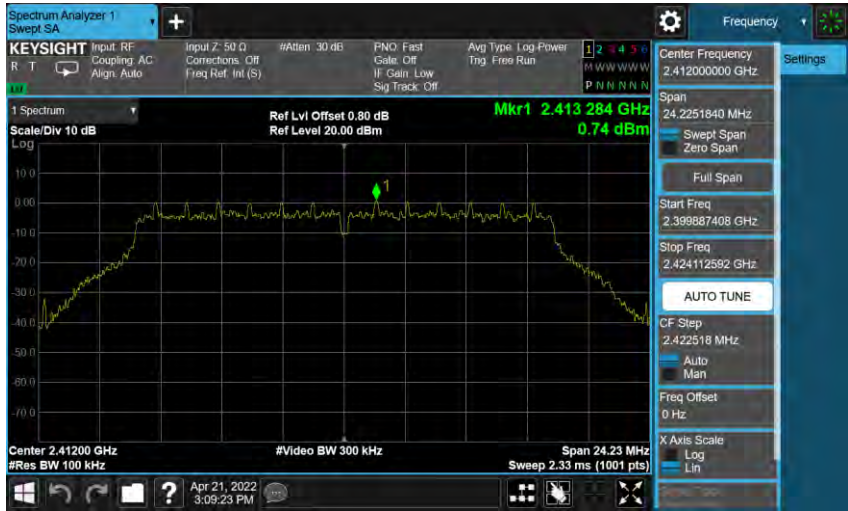 Spectrum Analyzer 1
Swept SA
+
Frequency
KEYSIGHT
R T
LXI
Input: RF
Coupling: AC
Align: Auto
Input Z: 50 Ω
Corrections: Off
Freq Ref: Int (S)
#Atten: 30 dB
PNO: Fast
Gate: Off
IF Gain: Low
Sig Track: Off
Avg Type: Log-Power
Trig: Free Run
1 2 3 4 5 6
M W W W W W
P N N N N N
1 Spectrum
Scale/Div 10 dB
Log
Ref Lvl Offset 0.80 dB
Ref Level 20.00 dBm
Mkr1 2.413 284 GHz
0.74 dBm
1
10.0
0.00
-10.0
-20.0
-30.0
-40.0
-50.0
-60.0
-70.0
Center 2.41200 GHz
#Res BW 100 kHz
#Video BW 300 kHz
Span 24.23 MHz
Sweep 2.33 ms (1001 pts)
?
Apr 21, 2022
3:09:23 PM
Center Frequency
2.412000000 GHz
Span
24.2251840 MHz
Swept Span
Zero Span
Full Span
Start Freq
2.399887408 GHz
Stop Freq
2.424112592 GHz
AUTO TUNE
CF Step
2.422518 MHz
Auto
Man
Freq Offset
0 Hz
X Axis Scale
Log
Lin
Settings